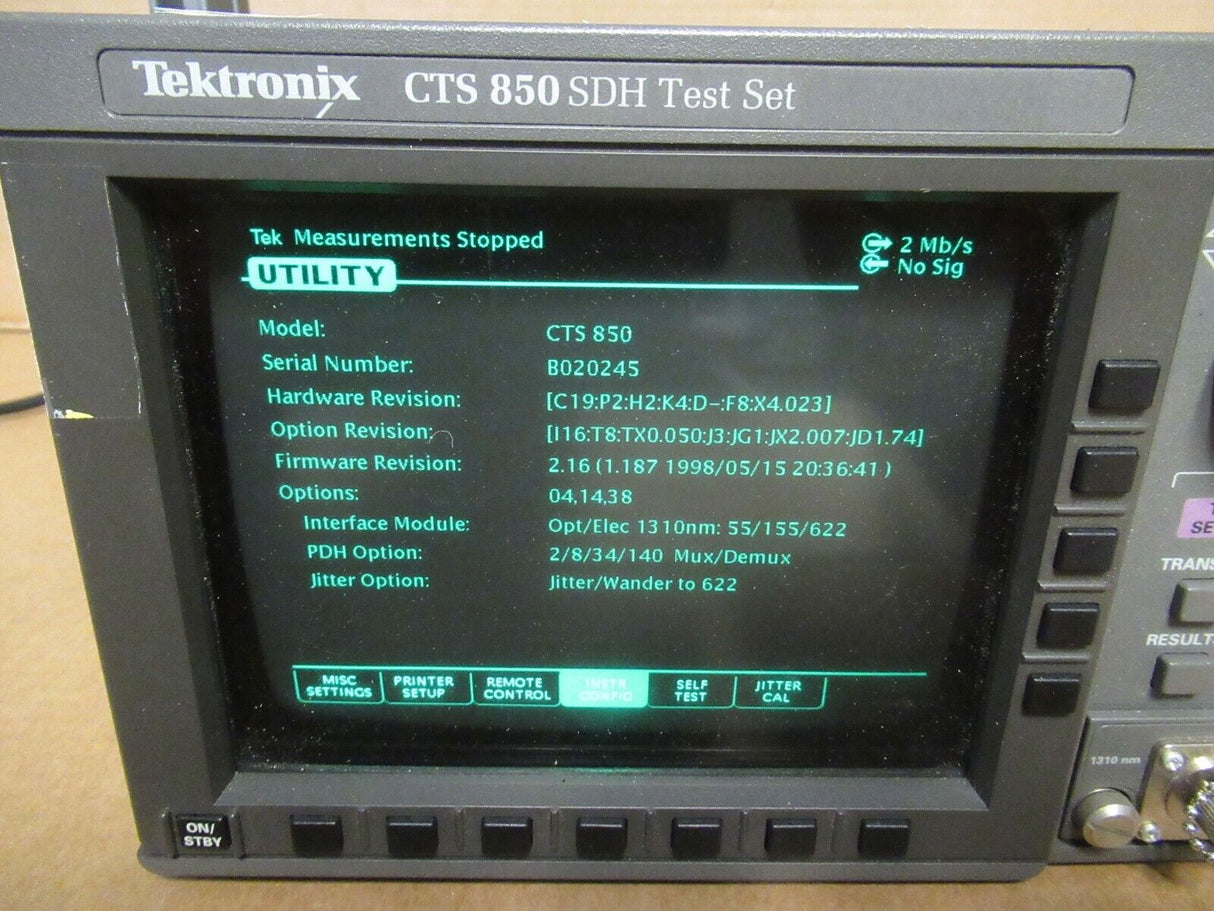 Tektronix CTS 850 SDH Test Set
Tek Measurements Stopped
2 Mb/s
No Sig
UTILITY
Model: CTS 850
Serial Number: B020245
Hardware Revision: [C19:P2:H2:K4:D-:F8:X4.023]
Option Revision: [I16:T8:TX0.050:J3:JG1:JX2.007:JD1.74]
Firmware Revision: 2.16 (1.187 1998/05/15 20:36:41 )
Options: 04,14,38
Interface Module: Opt/Elec 1310nm: 55/155/622
PDH Option: 2/8/34/140 Mux/Demux
Jitter Option: Jitter/Wander to 622
MISC SETTINGS
PRINTER SETUP
REMOTE CONTROL
INSTR CONFIG
SELF TEST
JITTER CAL
ON/
STBY
SE
TRANS
RESULTS
1310 nm